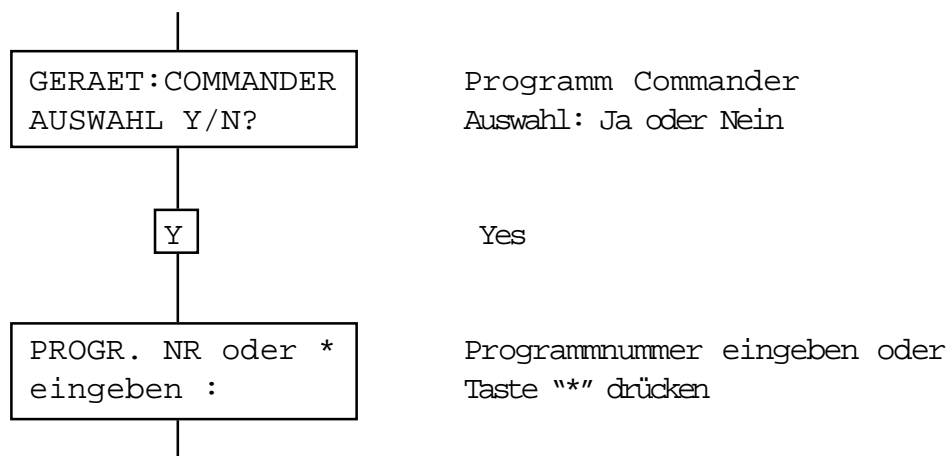 GERAET:COMMANDER
AUSWAHL Y/N?
Programm Commander
Auswahl: Ja oder Nein
Y
Yes
PROGR. NR oder *
eingeben :
Programmnummer eingeben oder
Taste “*” drücken